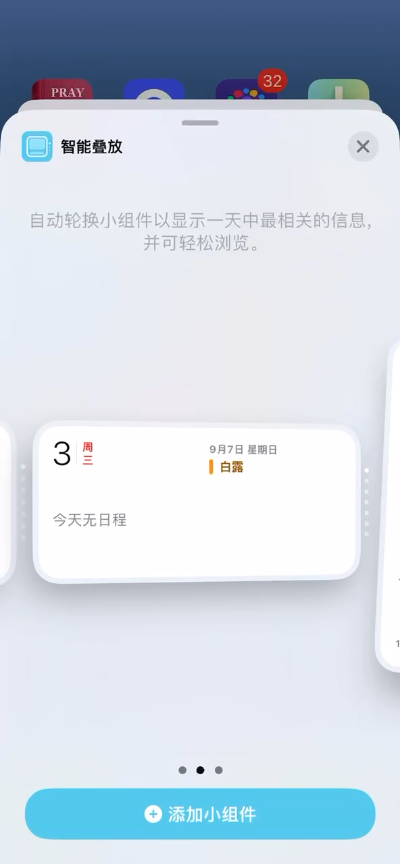 PRAY
32
智能叠放
自动轮换小组件以显示一天中最相关的信息，
并可轻松浏览。
3 周
三
9月7日 星期日
白露
今天无日程
添加小组件